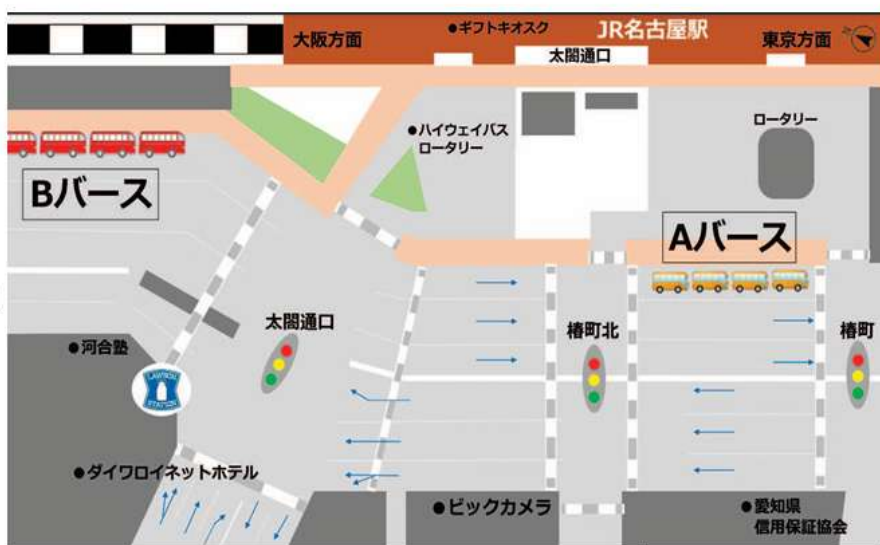 大阪方面
●ギフトキオスク
JR名古屋駅
太閤通口
東京方面
●ハイウェイバス
ロータリー
ロータリー
Bバース
Aバース
太閤通口
椿町北
椿町
●河合塾
LAWSON
STATION
●ダイワロイネットホテル
●ビックカメラ
●愛知県
信用保証協会